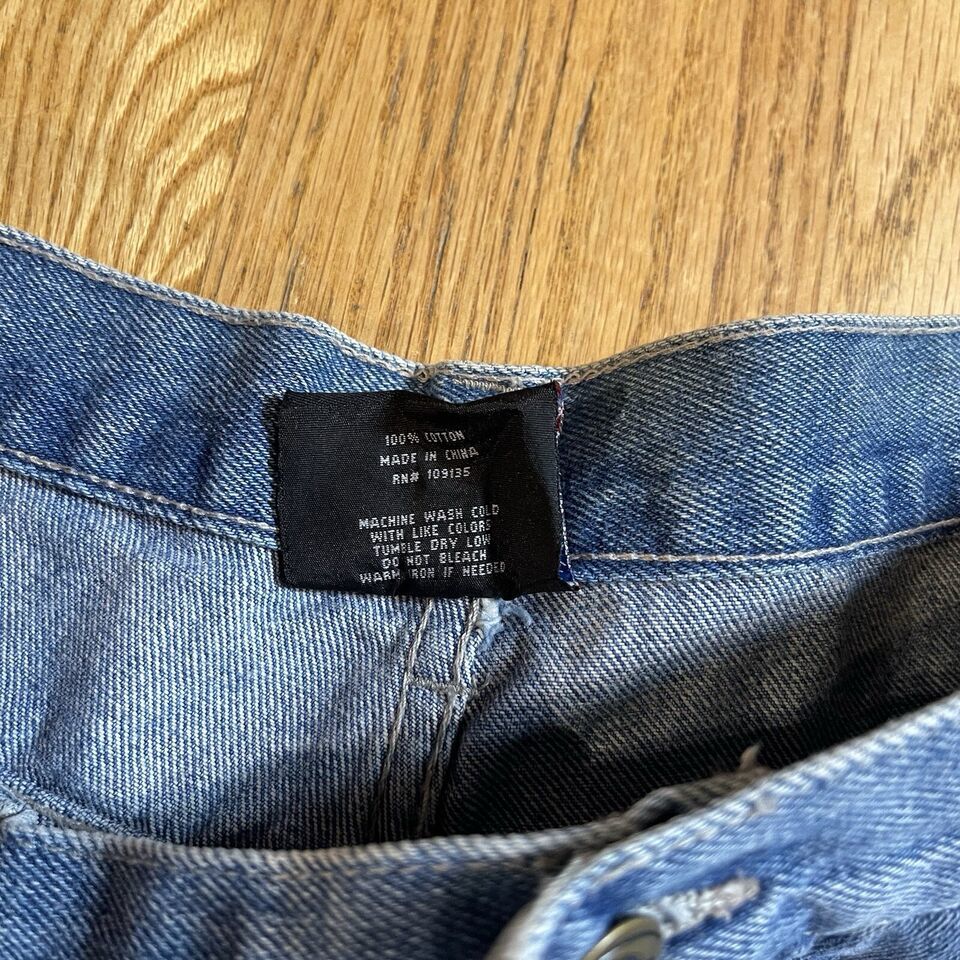 100% COTTON
MADE IN CHINA
RN# 109135
MACHINE WASH COLD
WITH LIKE COLORS
TUMBLE DRY LOW
DO NOT BLEACH
WARM IRON IF NEEDED